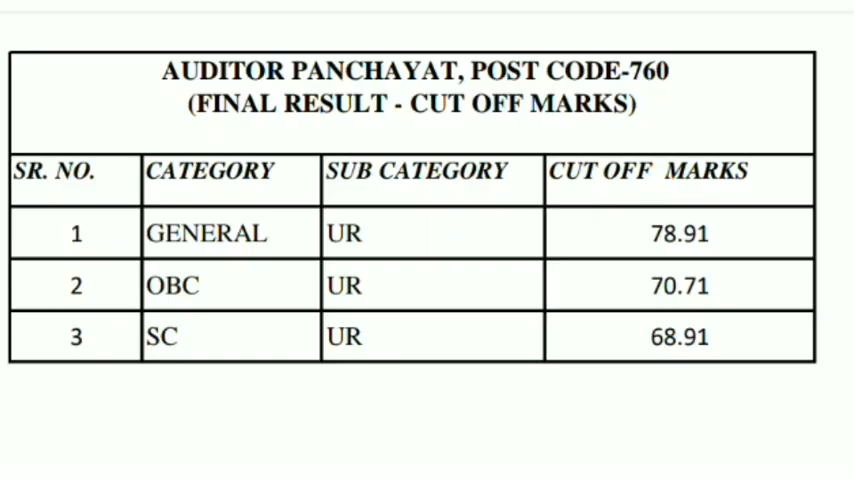 AUDITOR PANCHAYAT, POST CODE-760
(FINAL RESULT - CUT OFF MARKS)
SR. NO. CATEGORY SUB CATEGORY CUT OFF MARKS
1 GENERAL UR 78.91
2 OBC UR 70.71
3 SC UR 68.91